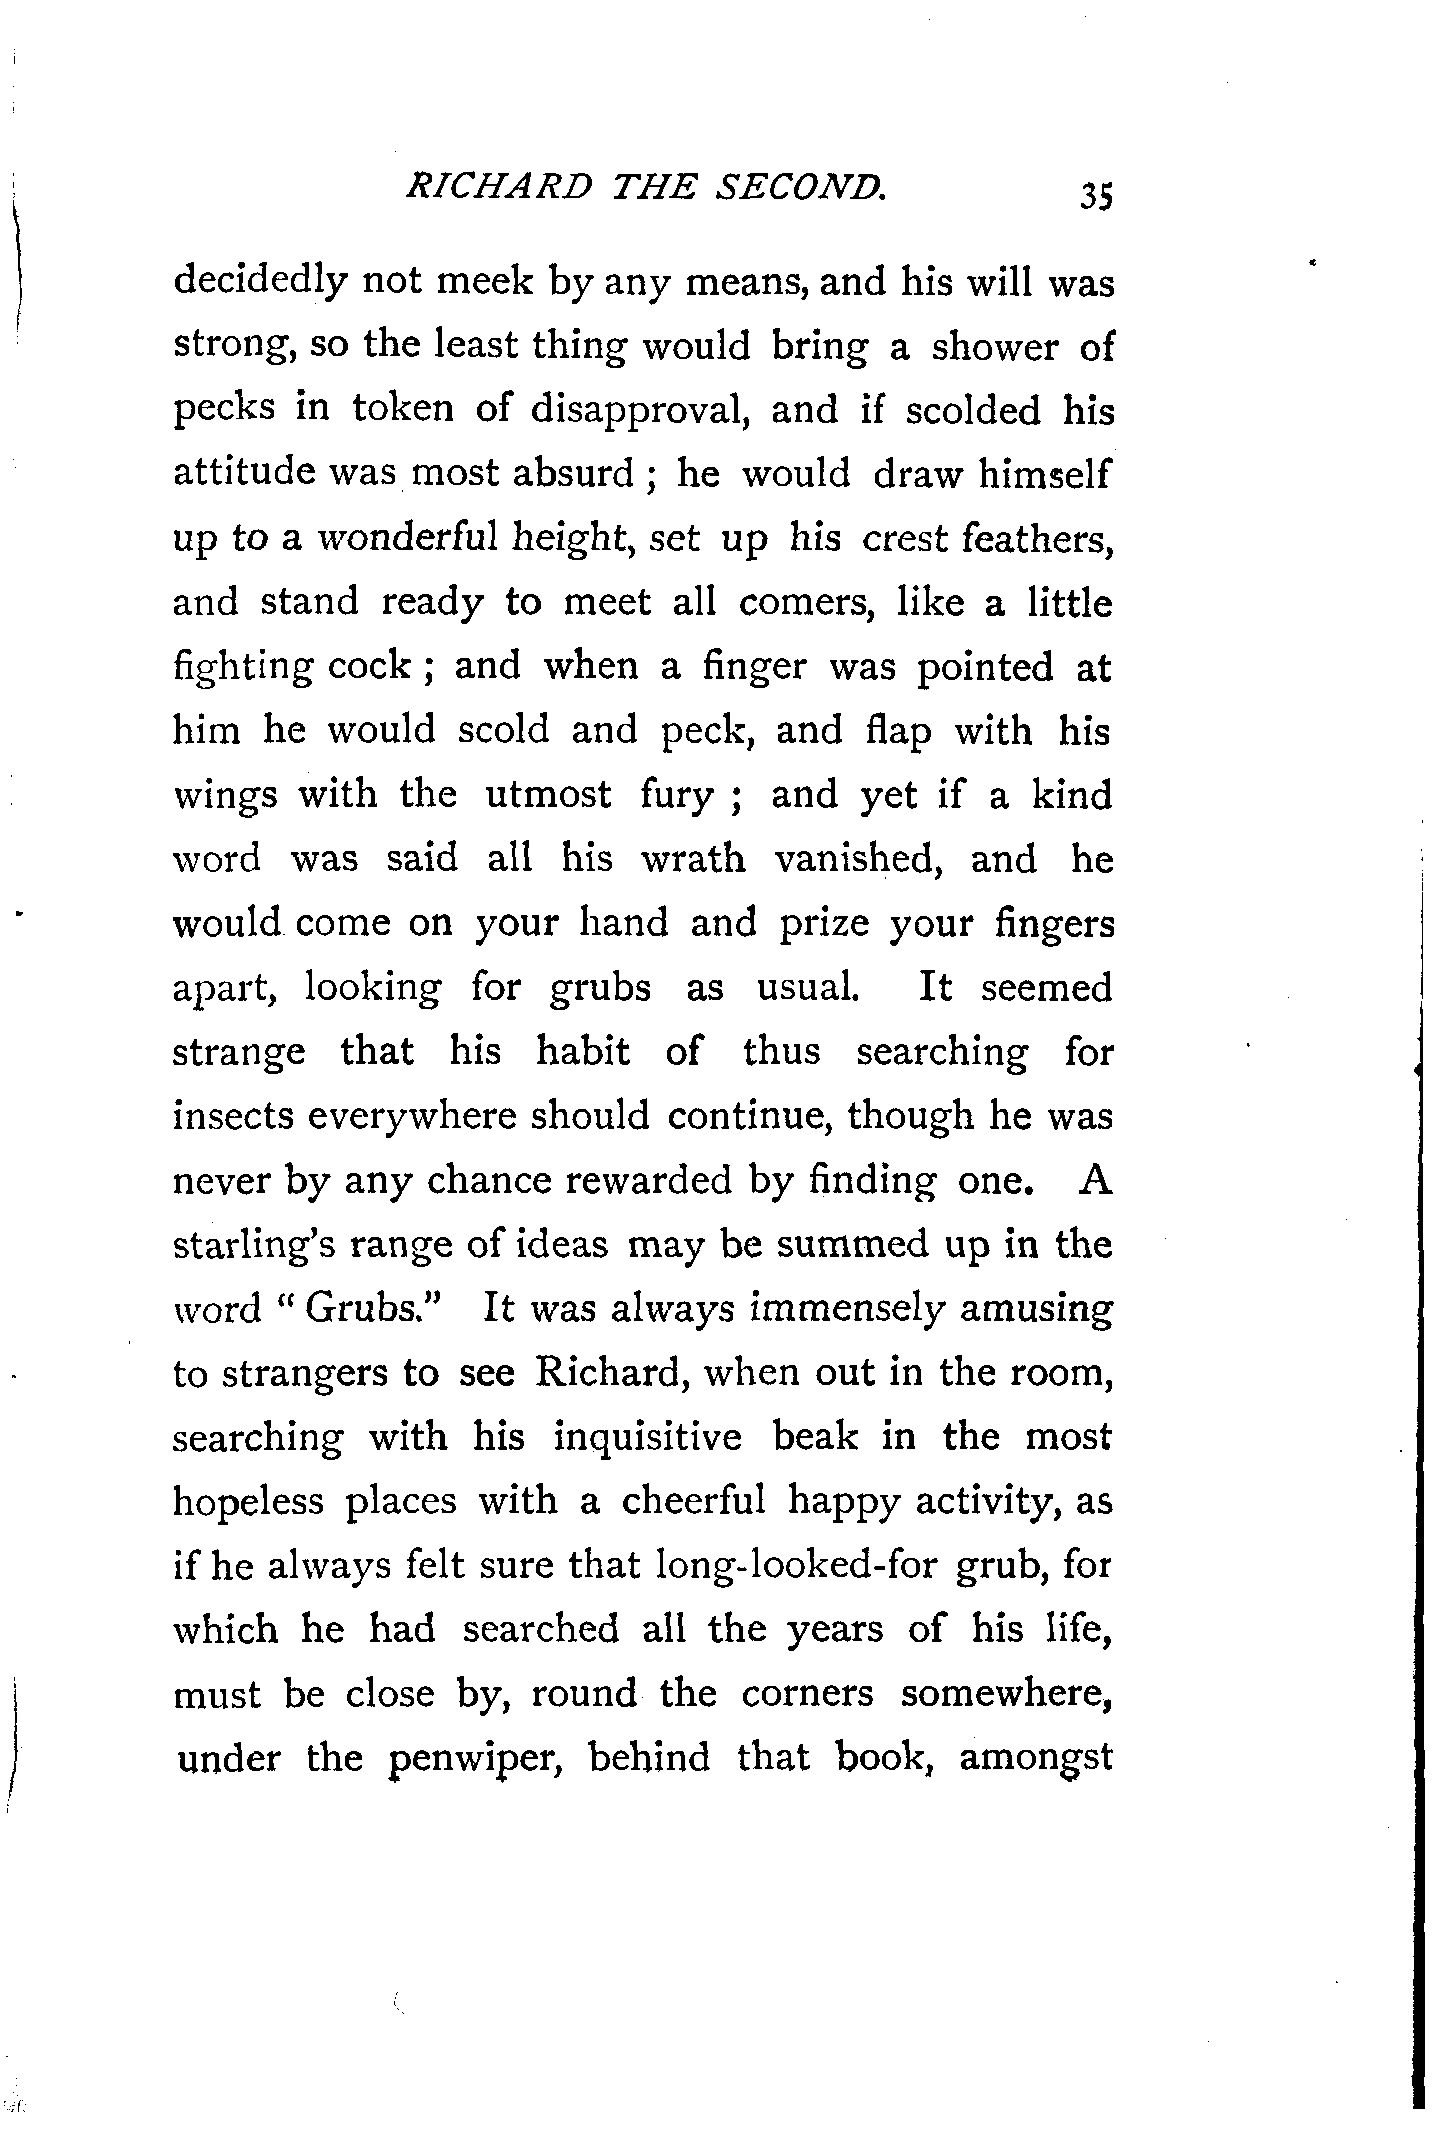 RICHARD THE SECOND. 35
decidedly not meek by any means, and his will was
strong, so the least thing would bring a shower of
pecks in token of disapproval, and if scolded his
attitude was most absurd ; he would draw himself
up to a wonderful height, set up his crest feathers,
and stand ready to meet all comers, like a little
fighting cock ; and when a finger was pointed at
him he would scold and peck, and flap with his
wings with the utmost fury ; and yet if a kind
word was said all his wrath vanished, and he
would come on your hand and prize your fingers
apart, looking for grubs as usual. It seemed
strange that his habit of thus searching for
insects everywhere should continue, though he was
never by any chance rewarded by finding one. A
starling's range of ideas may be summed up in the
word " Grubs." It was always immensely amusing
to strangers to see Richard, when out in the room,
searching with his inquisitive beak in the most
hopeless places with a cheerful happy activity, as
if he always felt sure that long-looked-for grub, for
which he had searched all the years of his life,
must be close by, round the corners somewhere,
under the penwiper, behind that book, amongst